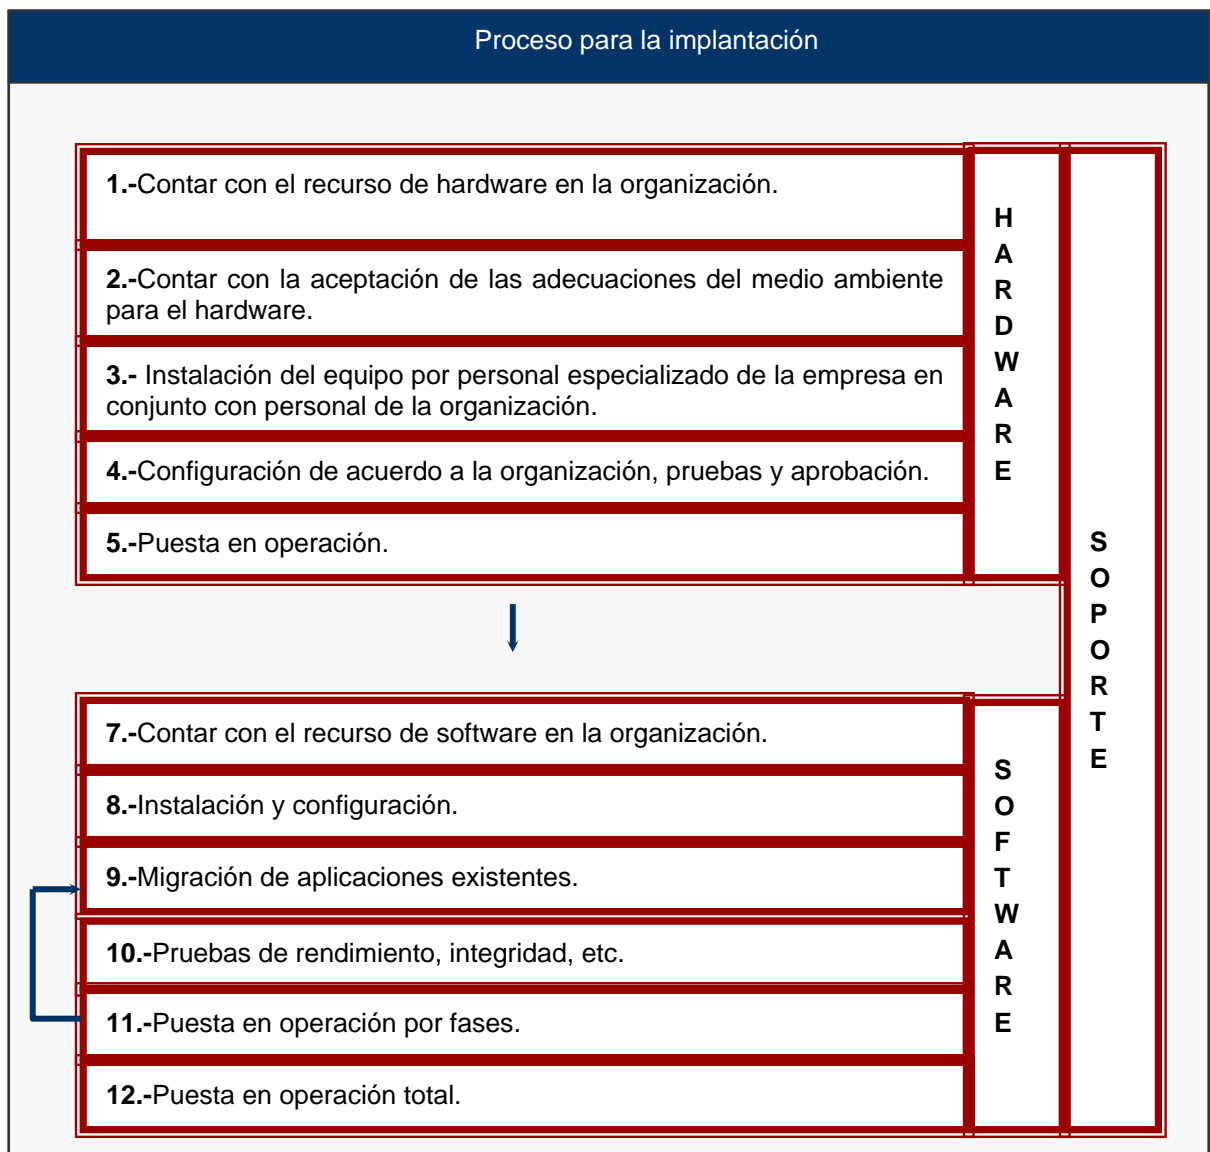 Proceso para la implantación
1.-Contar con el recurso de hardware en la organización.
2.-Contar con la aceptación de las adecuaciones del medio ambiente
para el hardware.
3.- Instalación del equipo por personal especializado de la empresa en
conjunto con personal de la organización.
4.-Configuración de acuerdo a la organización, pruebas y aprobación.
5.-Puesta en operación.
H
A
R
D
W
A
R
E
7.-Contar con el recurso de software en la organización.
8.-Instalación y configuración.
9.-Migración de aplicaciones existentes.
10.-Pruebas de rendimiento, integridad, etc.
11.-Puesta en operación por fases.
12.-Puesta en operación total.
S
O
F
T
W
A
R
E
S
O
P
O
R
T
E